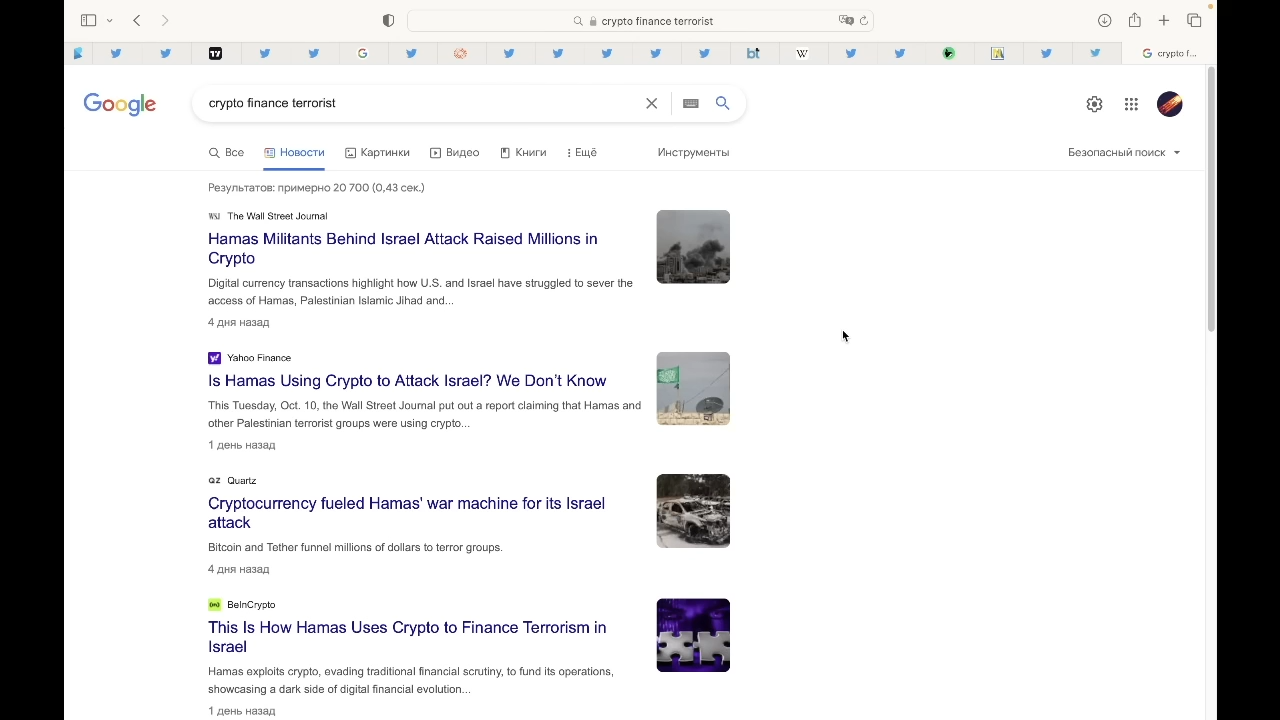 crypto finance terrorist
crypto f...
Google
crypto finance terrorist
Все Новости Картинки Видео Книги Ещё Инструменты Безопасный поиск
Результатов: примерно 20 700 (0,43 сек.)
WSJ The Wall Street Journal
Hamas Militants Behind Israel Attack Raised Millions in
Crypto
Digital currency transactions highlight how U.S. and Israel have struggled to sever the
access of Hamas, Palestinian Islamic Jihad and...
4 дня назад
y! Yahoo Finance
Is Hamas Using Crypto to Attack Israel? We Don’t Know
This Tuesday, Oct. 10, the Wall Street Journal put out a report claiming that Hamas and
other Palestinian terrorist groups were using crypto...
1 день назад
QZ Quartz
Cryptocurrency fueled Hamas' war machine for its Israel
attack
Bitcoin and Tether funnel millions of dollars to terror groups.
4 дня назад
BeInCrypto
This Is How Hamas Uses Crypto to Finance Terrorism in
Israel
Hamas exploits crypto, evading traditional financial scrutiny, to fund its operations,
showcasing a dark side of digital financial evolution...
1 день назад